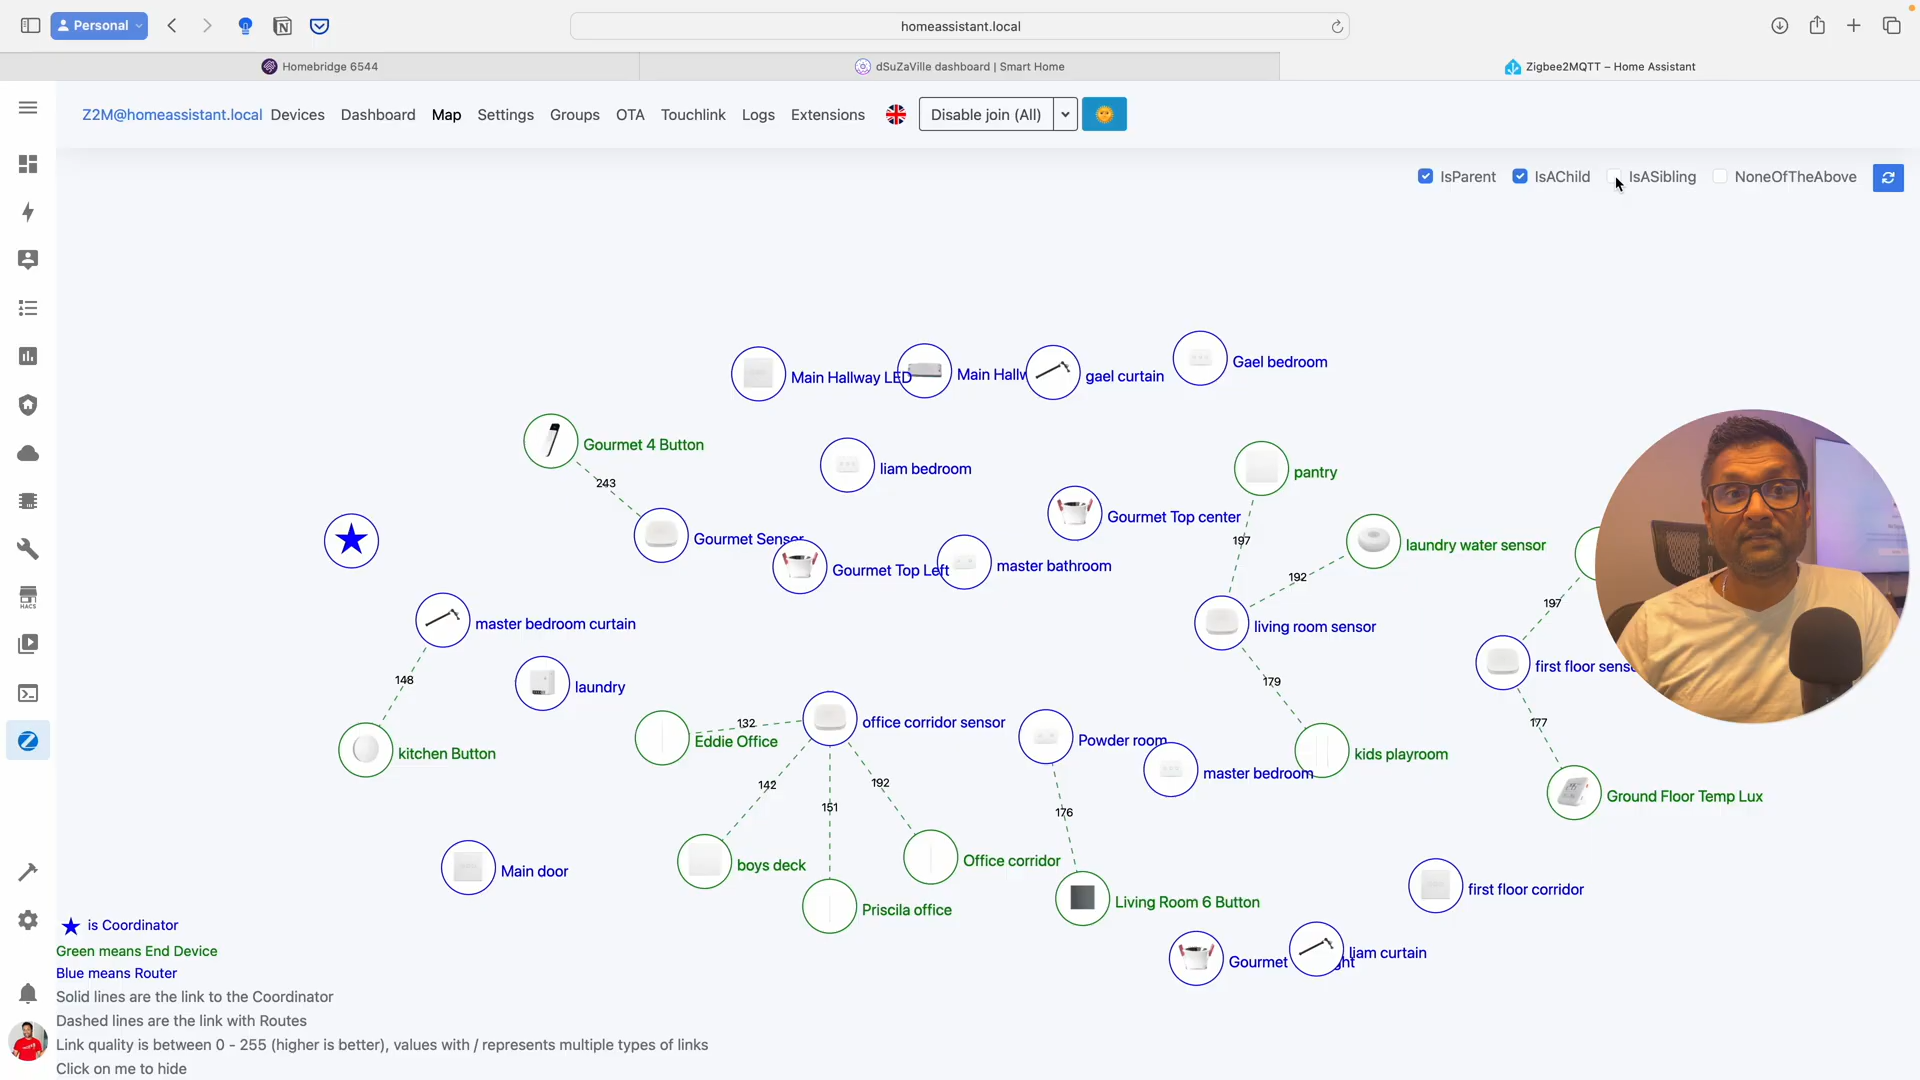 Personal
homeassistant.local
Homebridge 6544
dSuZaVille dashboard | Smart Home
Zigbee2MQTT – Home Assistant
Z2M@homeassistant.local Devices Dashboard Map Settings Groups OTA Touchlink Logs Extensions Disable join (All)
IsParent IsAChild IsASibling NoneOfTheAbove
Main Hallway LED
Main Hallw
gael curtain
Gael bedroom
Gourmet 4 Button
243
liam bedroom
pantry
197
Gourmet Sensor
Gourmet Top Left
master bathroom
Gourmet Top center
laundry water sensor
192
living room sensor
179
197
first floor senso
177
master bedroom curtain
148
laundry
kitchen Button
132
Eddie Office
office corridor sensor
142
151
192
Powder room
176
master bedroom
kids playroom
Ground Floor Temp Lux
Main door
boys deck
Office corridor
Priscila office
Living Room 6 Button
first floor corridor
Gourmet
ht
liam curtain
HACS
is Coordinator
Green means End Device
Blue means Router
Solid lines are the link to the Coordinator
Dashed lines are the link with Routes
Link quality is between 0 - 255 (higher is better), values with / represents multiple types of links
Click on me to hide